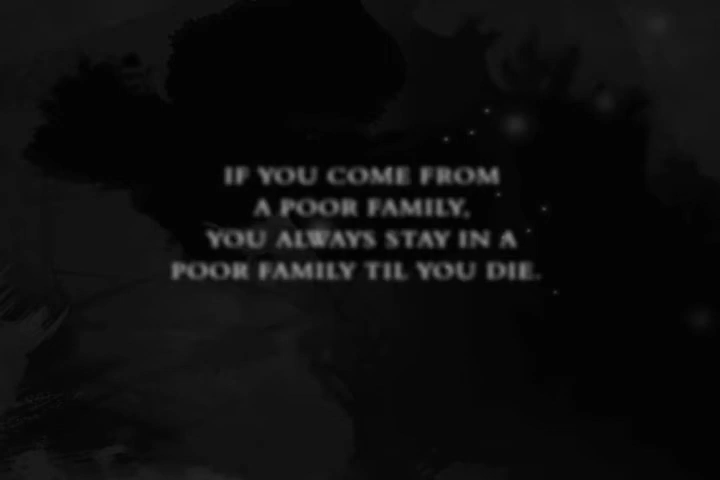 IF YOU COME FROM
A POOR FAMILY,
YOU ALWAYS STAY IN A
POOR FAMILY TIL YOU DIE.